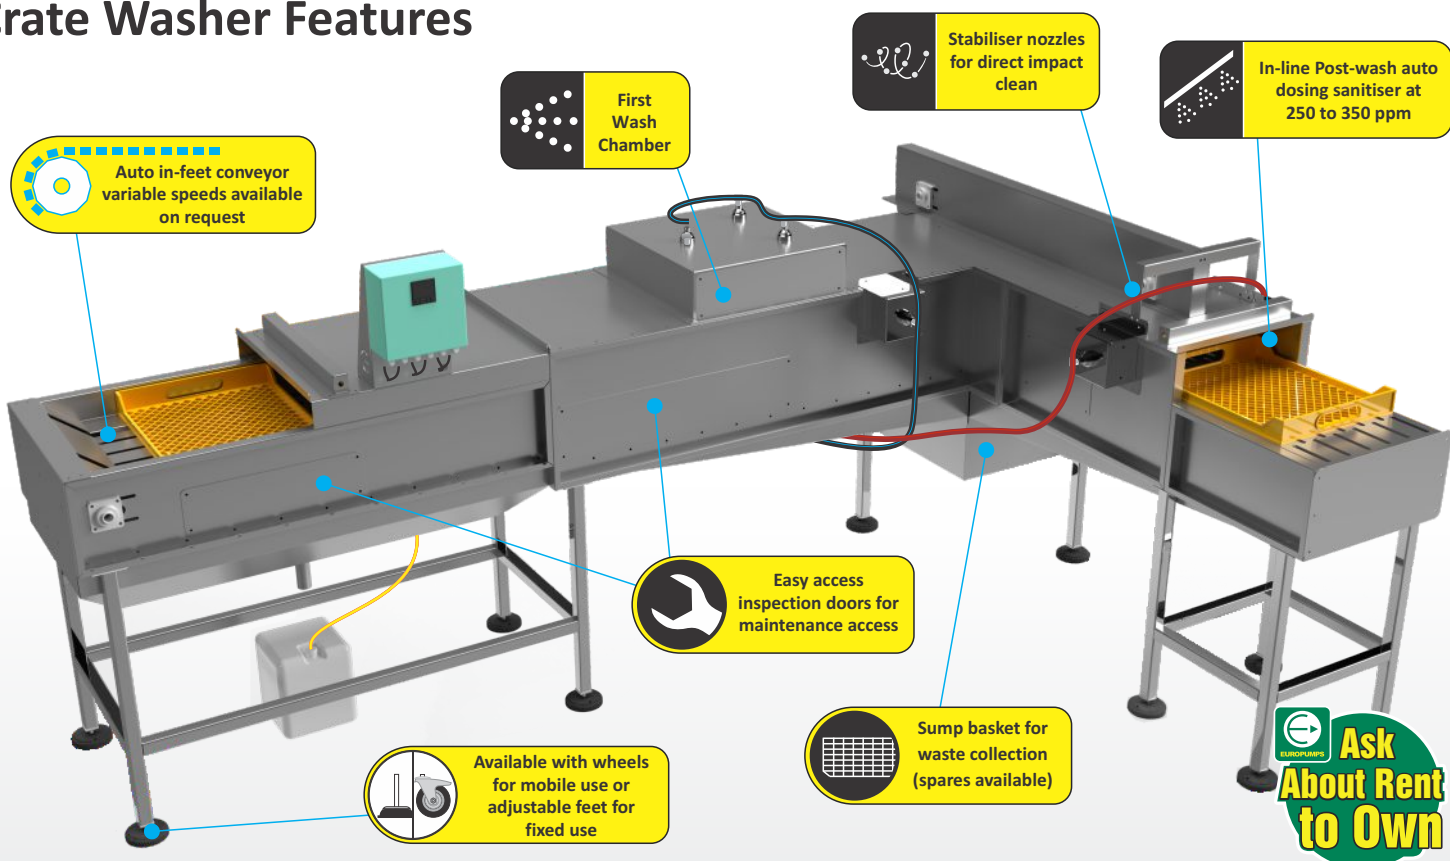 rate Washer Features
Stabiliser nozzles
for direct impact
clean
In-line Post-wash auto
dosing sanitiser at
250 to 350 ppm
First
Wash
Chamber
Auto in-feet conveyor
variable speeds available
on request
Easy access
inspection doors for
maintenance access
Sump basket for
waste collection
(spares available)
Available with wheels
for mobile use or
adjustable feet for
fixed use
EUROPUMPS
Ask
About Rent
to Own